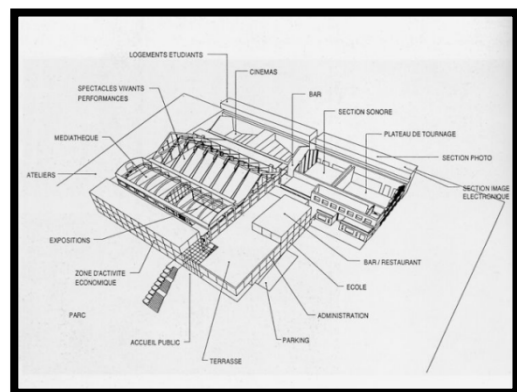 LOGEMENTS ETUDIANTS
CINEMAS
SPECTACLES VIVANTS
PERFORMANCES
BAR
SECTION SONORE
MEDIATHEQUE
PLATEAU DE TOURNAGE
SECTION PHOTO
ATELIERS
SECTION IMAGE
ELECTRONIQUE
EXPOSITIONS
BAR / RESTAURANT
ZONE D'ACTIVITE
ECONOMIQUE
ECOLE
ADMINISTRATION
PARC
ACCUEIL PUBLIC
PARKING
TERRASSE